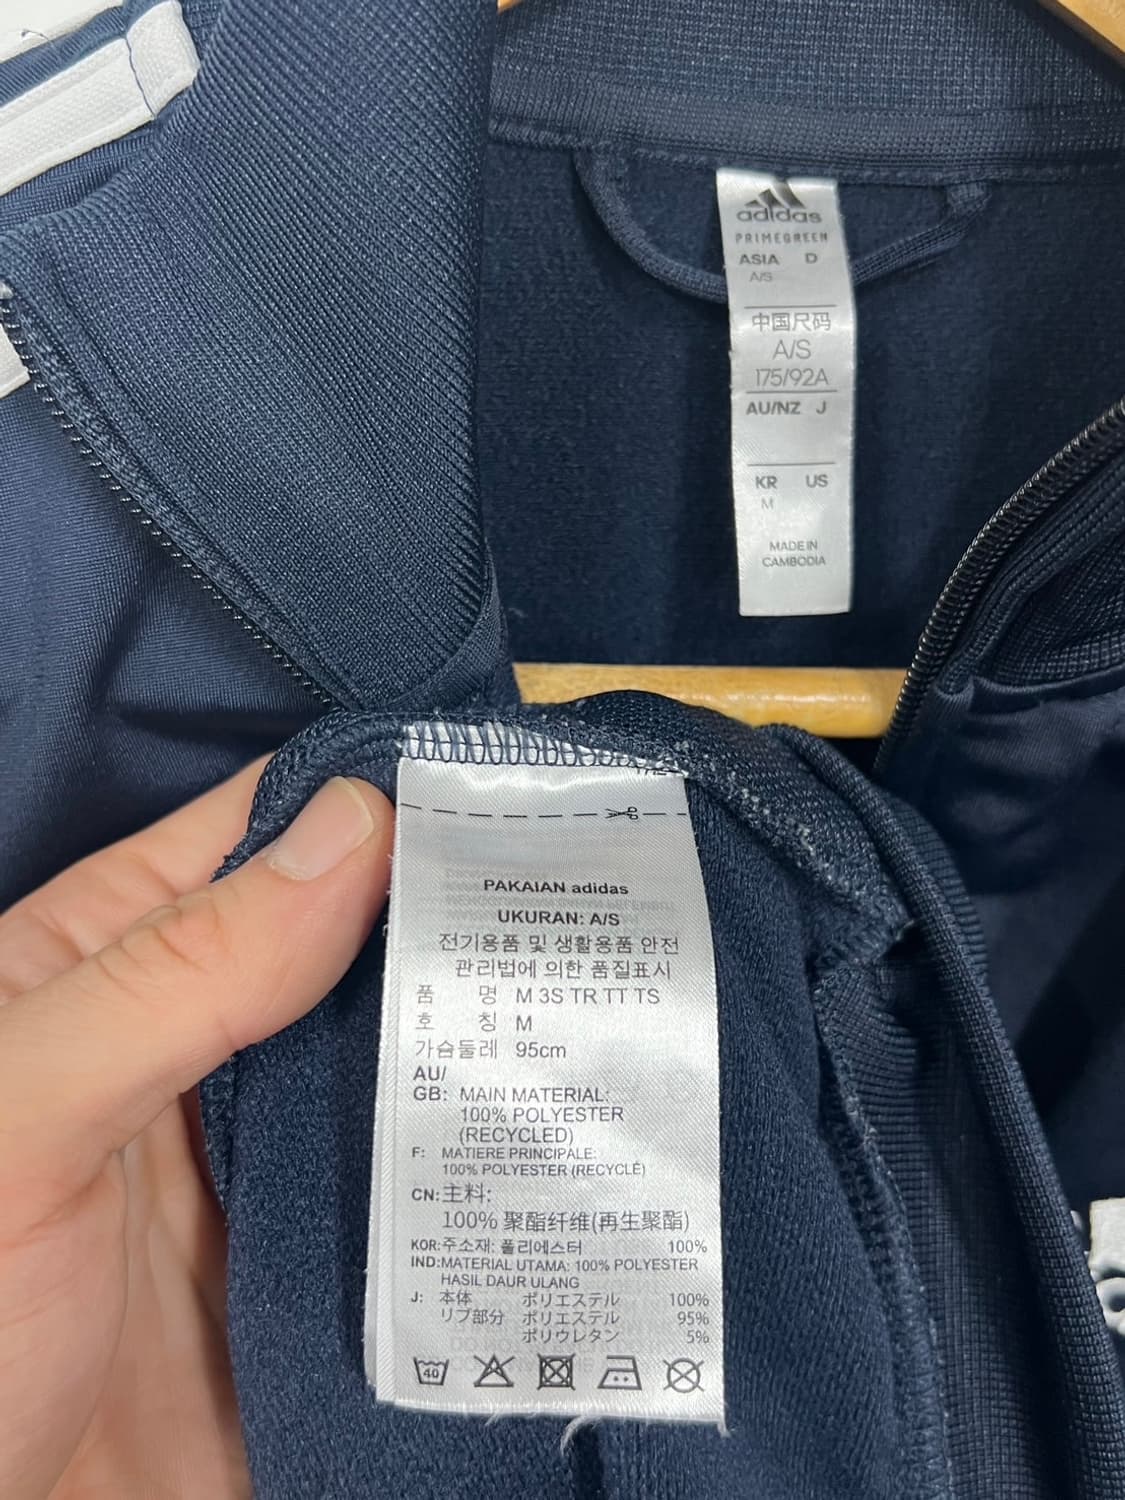 adidas
PRIMEGREEN
ASIA D
A/S
中国尺码
A/S
175/92A
AU/NZ J
KR US
M
MADE IN
CAMBODIA
PAKAIAN adidas
UKURAN: A/S
전기용품 및 생활용품 안전
관리법에 의한 품질표시
품 명 M 3S TR TT TS
호 칭 M
가슴둘레 95cm
AU/
GB: MAIN MATERIAL:
100% POLYESTER
(RECYCLED)
F: MATIERE PRINCIPALE:
100% POLYESTER (RECYCLÉ)
CN: 主料:
100% 聚酯纤维(再生聚酯)
KOR: 주소재: 폴리에스터 100%
IND: MATERIAL UTAMA: 100% POLYESTER
HASIL DAUR ULANG
J: 本体 ポリエステル 100%
リブ部分 ポリエステル 95%
ポリウレタン 5%
40